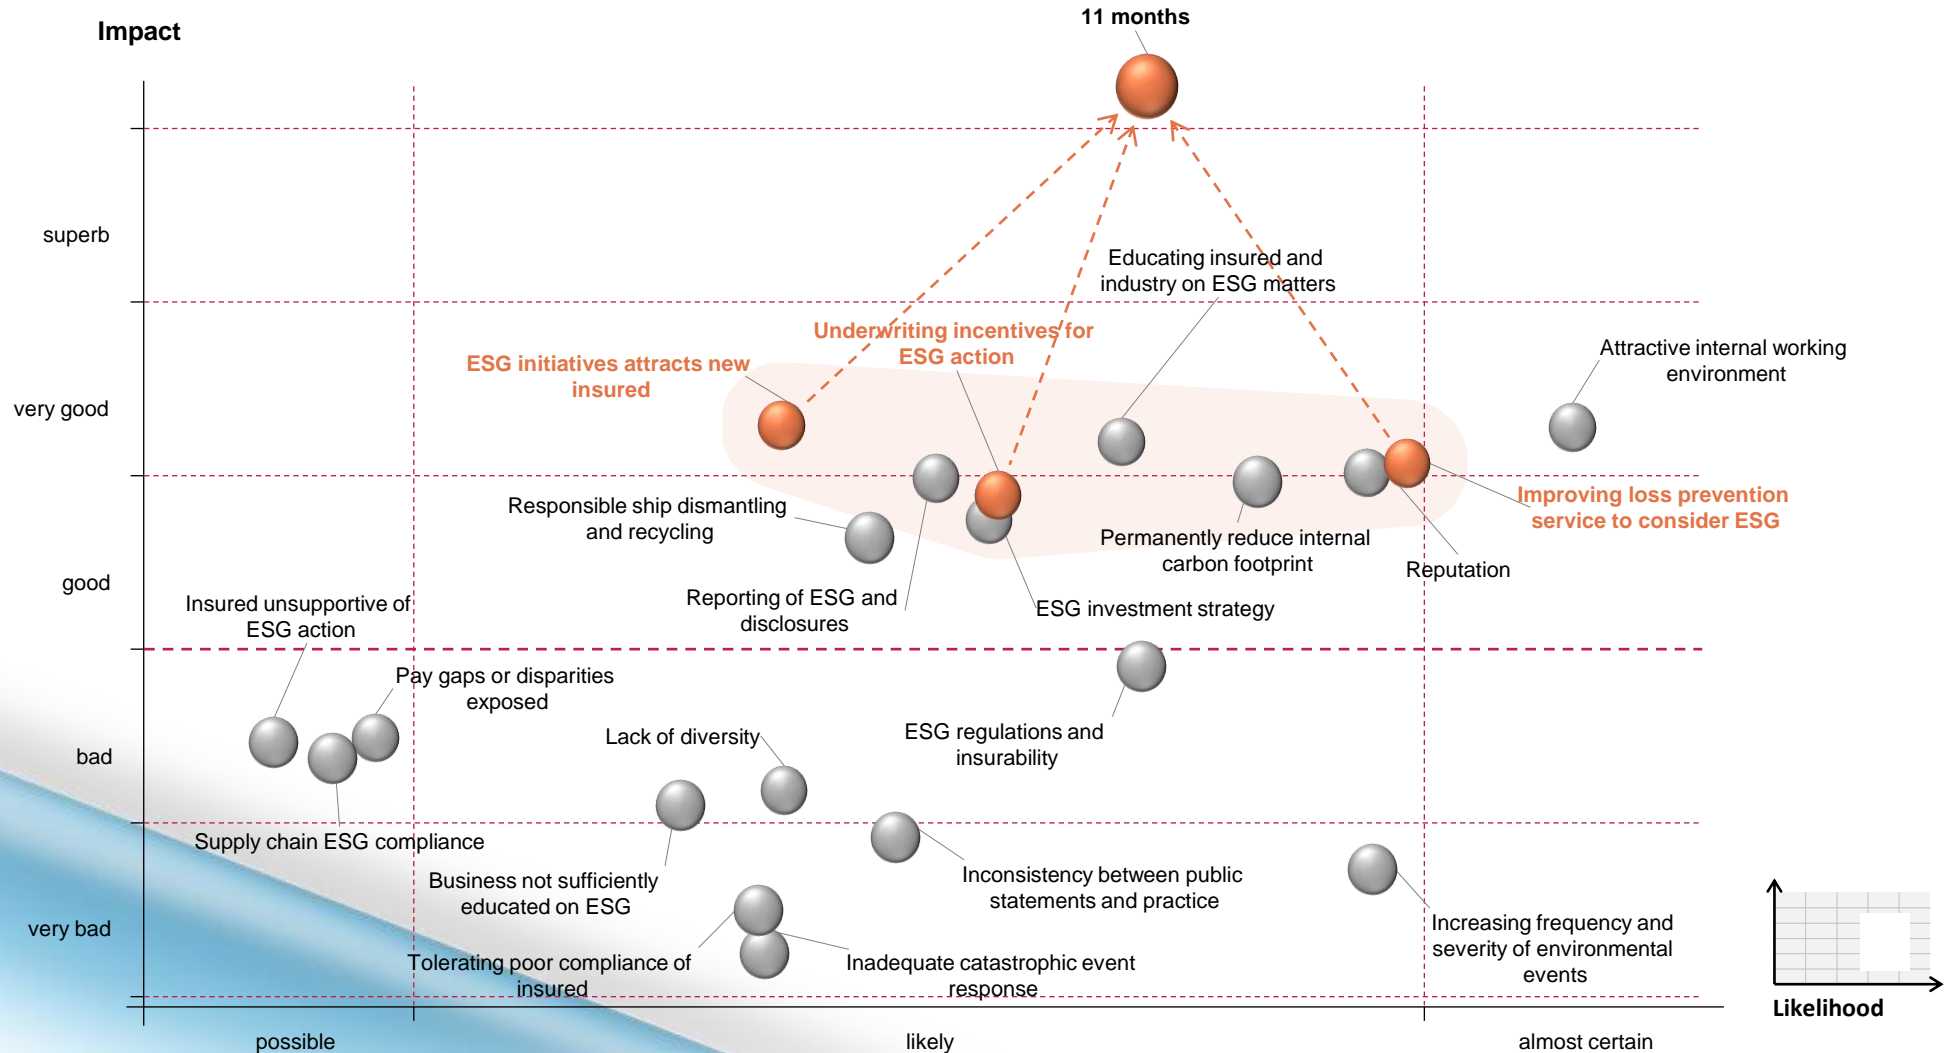 11 months
Impact
superb
Educating insured and
industry on ESG matters
Underwriting incentives for
ESG action
ESG initiatives attracts new
insured
Attractive internal working
environment
very good
Responsible ship dismantling
and recycling
Improving loss prevention
service to consider ESG
Permanently reduce internal
carbon footprint
Reputation
good
Reporting of ESG and
disclosures
ESG investment strategy
Insured unsupportive of
ESG action
Pay gaps or disparities
exposed
Lack of diversity
ESG regulations and
insurability
bad
Supply chain ESG compliance
Business not sufficiently
educated on ESG
Inconsistency between public
statements and practice
very bad
Increasing frequency and
severity of environmental
events
Tolerating poor compliance of
insured
Inadequate catastrophic event
response
Likelihood
possible
likely
almost certain